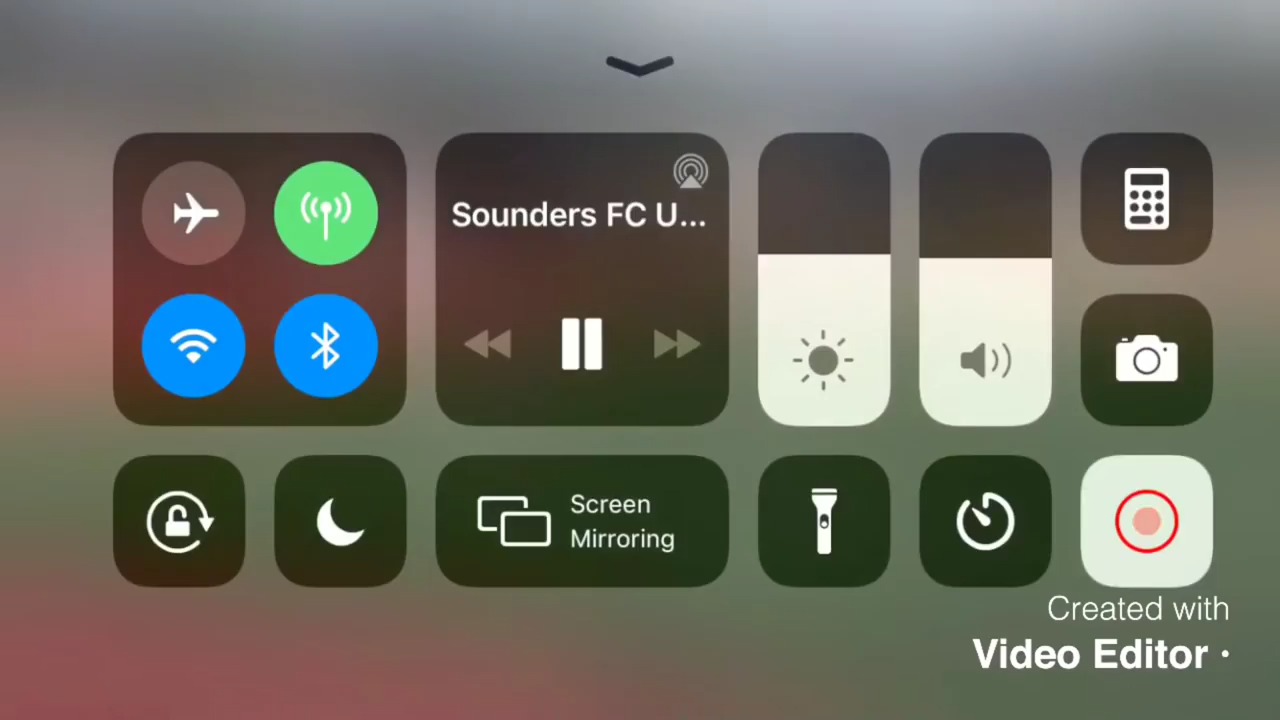 Sounders FC U...
Screen
Mirroring
Created with
Video Editor ·